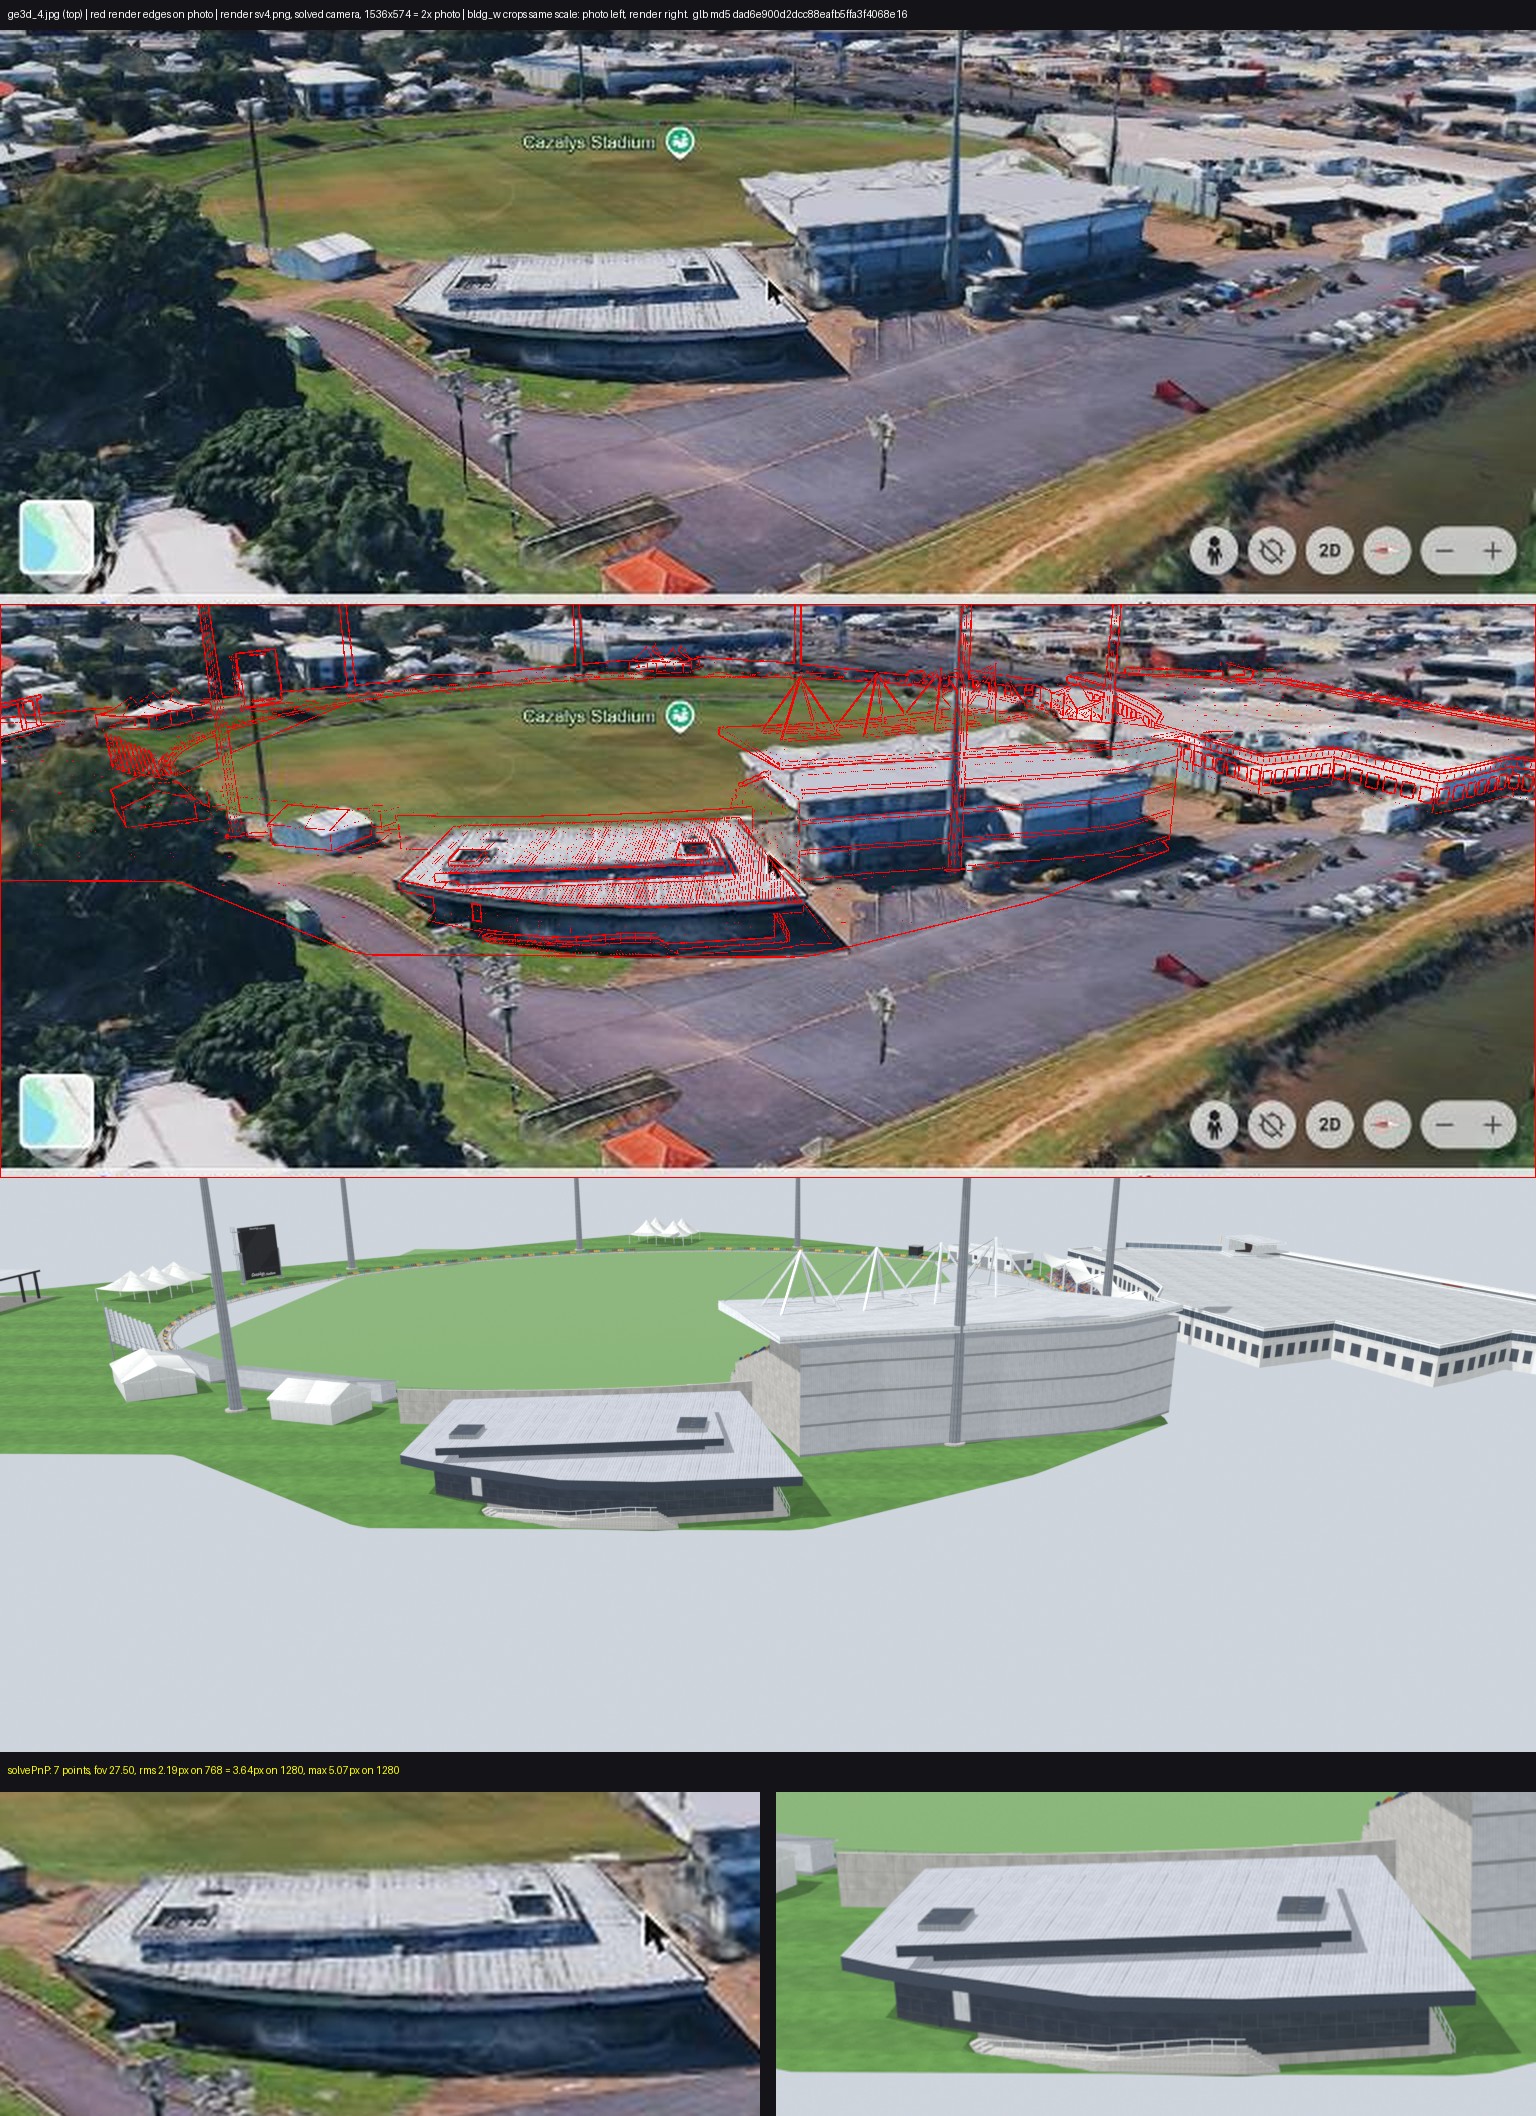 ge3d_4.jpg (top) | red render edges on photo | render sv4.png, solved camera, 1536x574 = 2x photo | bldg_w crops same scale: photo left, render right. glb md5 dad6e900d2dcc88eafb5ffa3f4068e16
Cazalys Stadium
2D
Cazalys Stadium
2D
solvePnP: 7 points, fov 27.50, rms 2.19px on 768 = 3.64px on 1280, max 5.07px on 1280